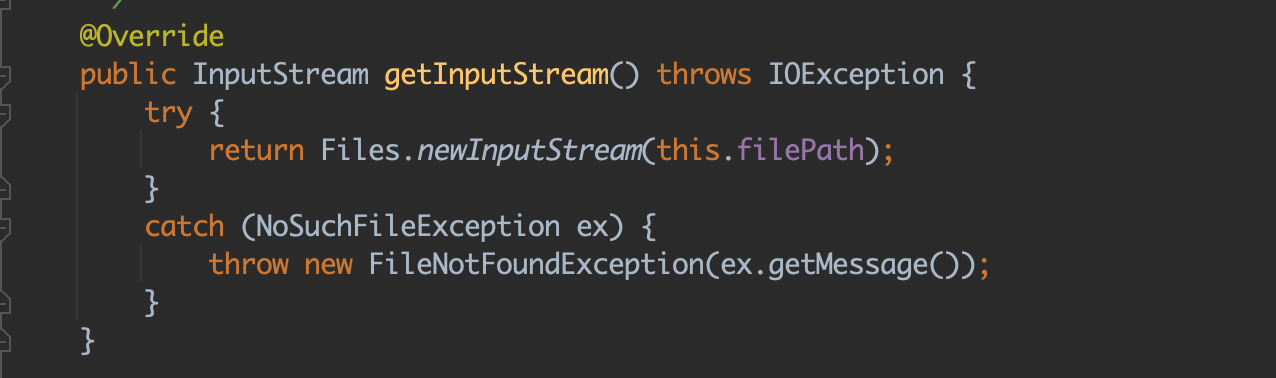 @Override
public InputStream getInputStream() throws IOException {
    try {
        return Files.newInputStream(this.filePath);
    }
    catch (NoSuchFileException ex) {
        throw new FileNotFoundException(ex.getMessage());
    }
}